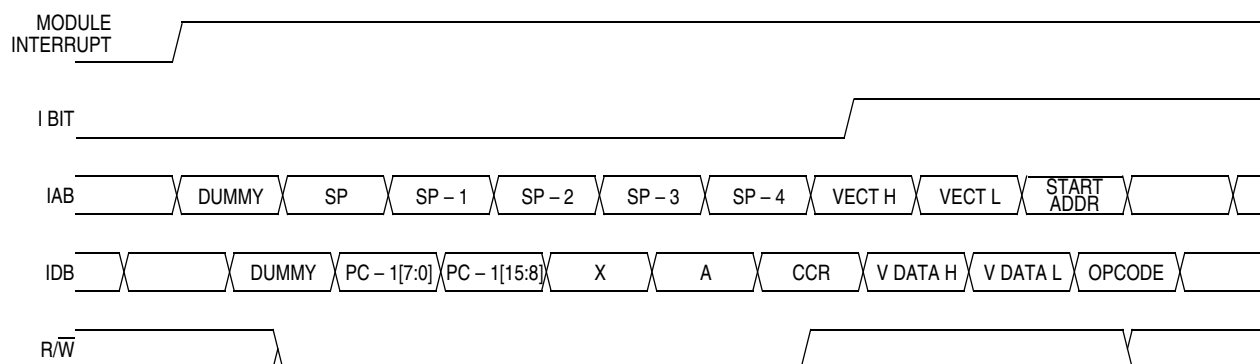 MODULE
INTERRUPT
I BIT
IAB DUMMY SP SP – 1 SP – 2 SP – 3 SP – 4 VECT H VECT L START
ADDR
IDB DUMMY PC – 1[7:0] PC – 1[15:8] X A CCR V DATA H V DATA L OPCODE
R/W̅